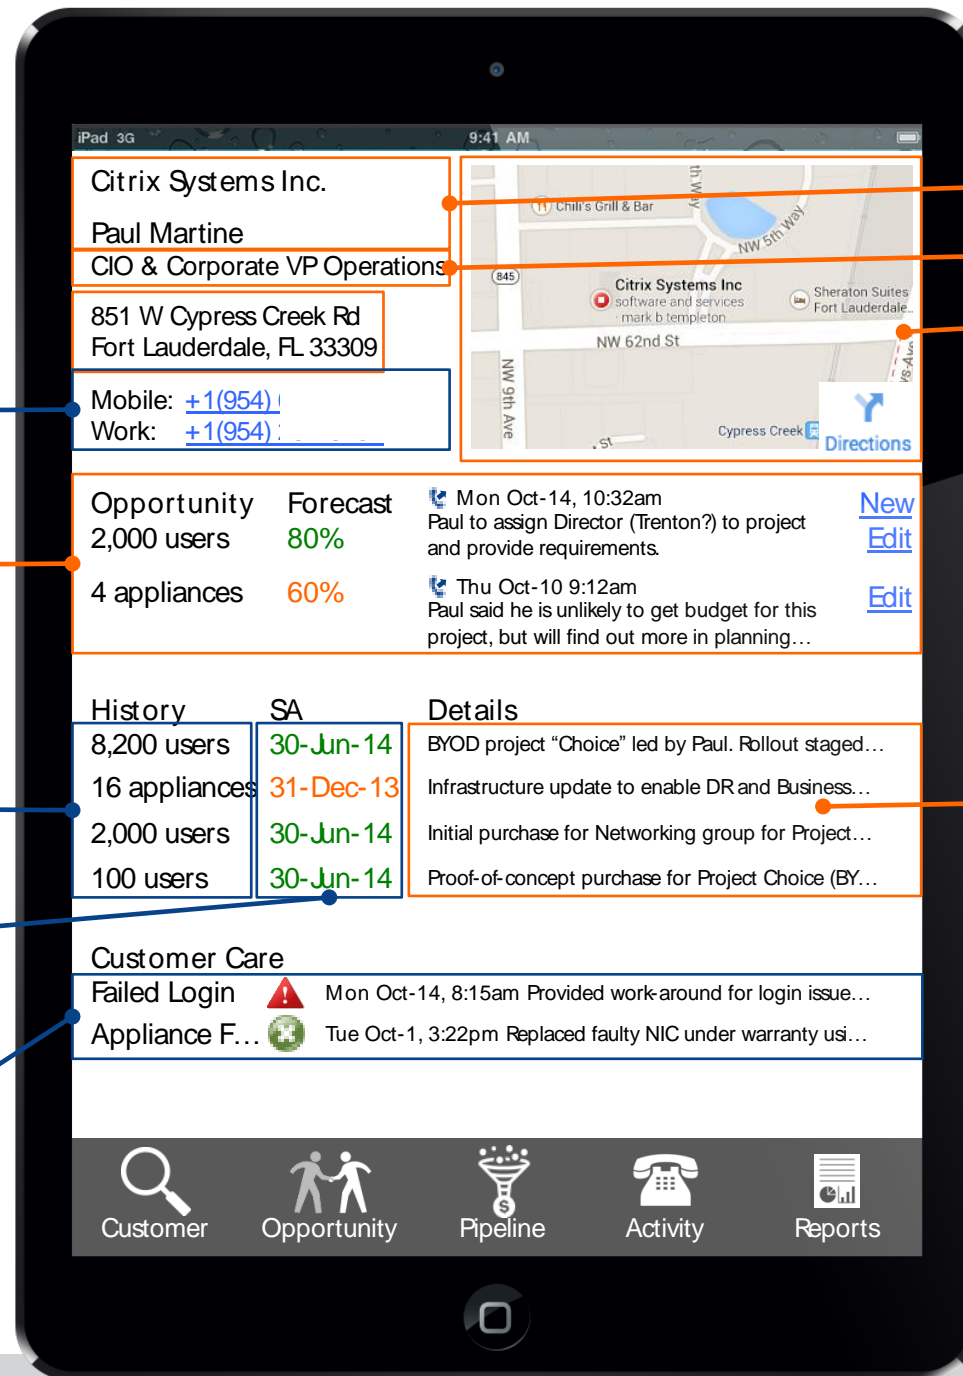 iPad 3G 9:41 AM
Citrix Systems Inc.
Paul Martine
CIO & Corporate VP Operations
851 W Cypress Creek Rd
Fort Lauderdale, FL 33309
Mobile: +1(954)
Work: +1(954)
th Way
Chili's Grill & Bar
NW 5th Way
845
Citrix Systems Inc
software and services
- mark b templeton
Sheraton Suites
Fort Lauderdale..
NW 62nd St
NW 9th Ave
ys-Ave
St
Cypress Creek
Directions
Opportunity Forecast Mon Oct-14, 10:32am New
2,000 users 80% Paul to assign Director (Trenton?) to project Edit
and provide requirements.
4 appliances 60% Thu Oct-10 9:12am Edit
Paul said he is unlikely to get budget for this
project, but will find out more in planning…
History SA Details
8,200 users 30-Jun-14 BYOD project “Choice” led by Paul. Rollout staged…
16 appliances 31-Dec-13 Infrastructure update to enable DR and Business…
2,000 users 30-Jun-14 Initial purchase for Networking group for Project…
100 users 30-Jun-14 Proof-of-concept purchase for Project Choice (BY…
Customer Care
Failed Login Mon Oct-14, 8:15am Provided work-around for login issue…
Appliance F… Tue Oct-1, 3:22pm Replaced faulty NIC under warranty usi…
Customer Opportunity Pipeline Activity Reports